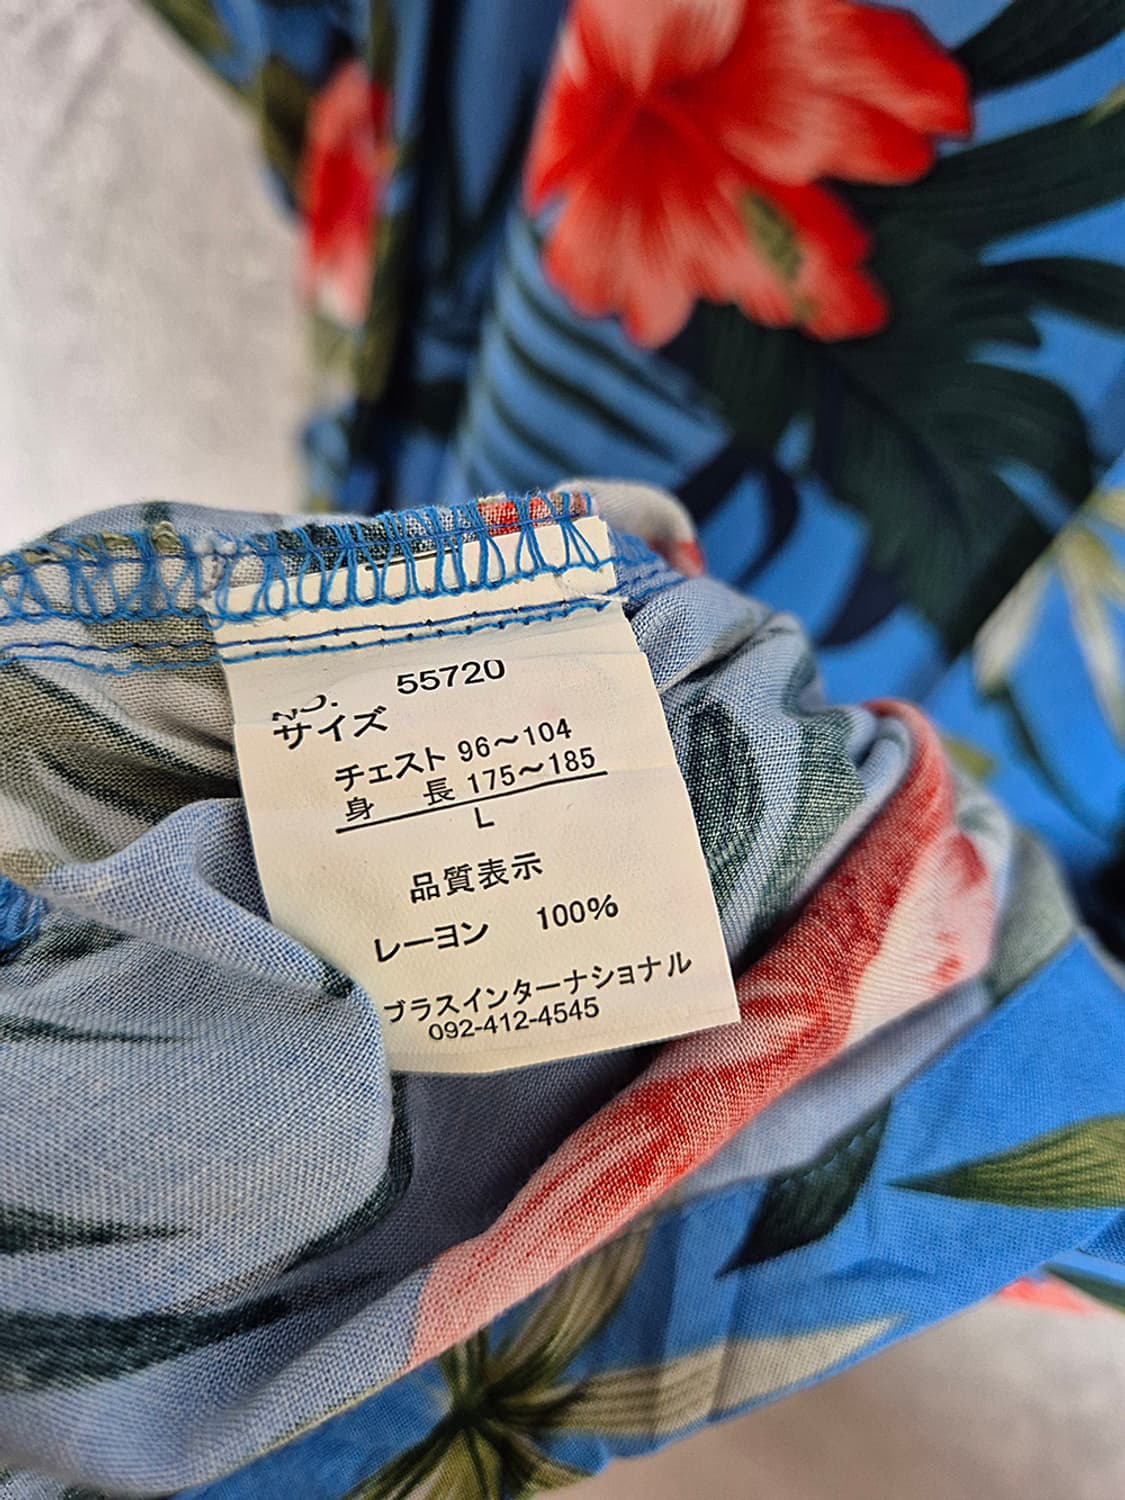 NO. 55720
サイズ
チェスト 96〜104
身 長 175〜185
L
品質表示
レーヨン 100%
ブラスインターナショナル
092-412-4545